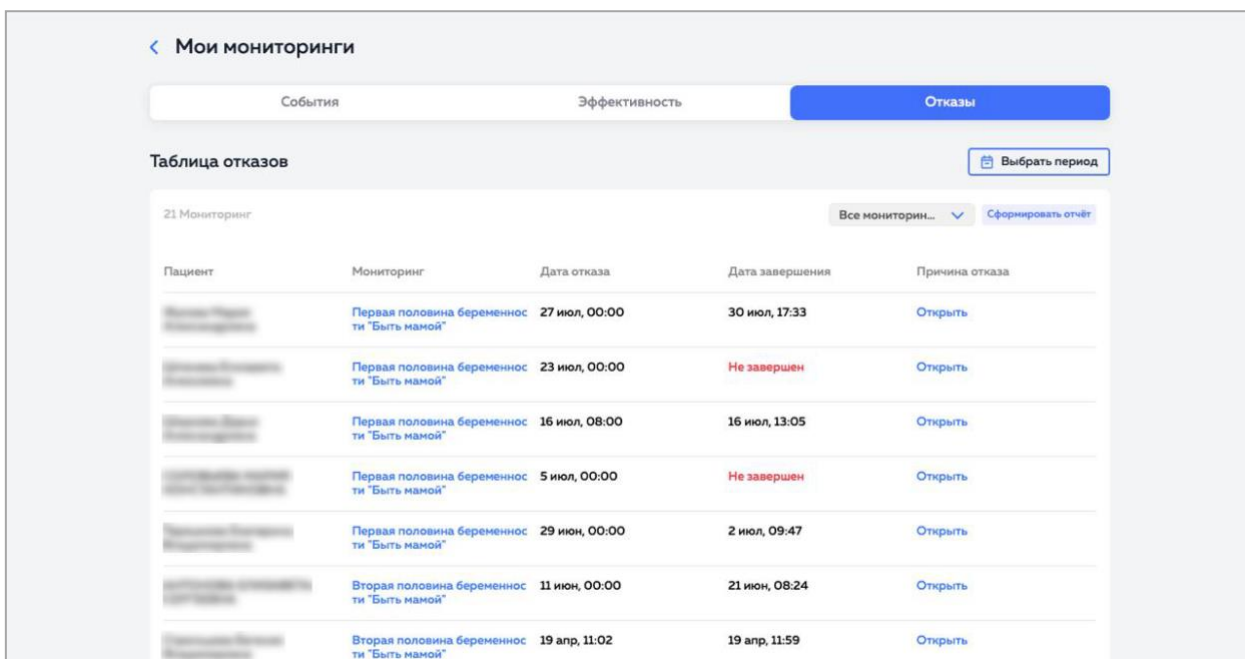 Мои мониторинги
События Эффективность Отказы
Таблица отказов Выбрать период
21 Мониторинг Все мониторин... Сформировать отчёт
Пациент Мониторинг Дата отказа Дата завершения Причина отказа
Первая половина беременнос 27 июл, 00:00 30 июл, 17:33 Открыть
ти "Быть мамой"
Первая половина беременнос 23 июл, 00:00 Не завершен Открыть
ти "Быть мамой"
Первая половина беременнос 16 июл, 08:00 16 июл, 13:05 Открыть
ти "Быть мамой"
Первая половина беременнос 5 июл, 00:00 Не завершен Открыть
ти "Быть мамой"
Первая половина беременнос 29 июн, 00:00 2 июл, 09:47 Открыть
ти "Быть мамой"
Вторая половина беременнос 11 июн, 00:00 21 июн, 08:24 Открыть
ти "Быть мамой"
Вторая половина беременнос 19 апр, 11:02 19 апр, 11:59 Открыть
ти "Быть мамой"